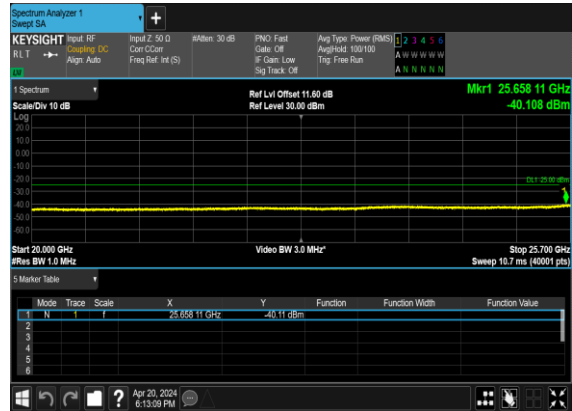 Spectrum Analyzer 1
Swept SA
+
KEYSIGHT Input: RF Input Z: 50 Ω #Atten: 30 dB PNO: Fast Avg Type: Power (RMS) 1 2 3 4 5 6
RLT Coupling: DC Corr CCorr Gate: Off Avg|Hold: 100/100 A W W W W W
Align: Auto Freq Ref: Int (S) IF Gain: Low Trig: Free Run
Sig Track: Off A N N N N N
1 Spectrum Ref Lvl Offset 11.60 dB Mkr1 25.658 11 GHz
Scale/Div 10 dB Ref Level 30.00 dBm -40.108 dBm
Log
20.0
10.0
0.00
-10.0
-20.0 DL1 -25.00 dBm
-30.0 1
-40.0
-50.0
-60.0
Start 20.000 GHz Video BW 3.0 MHz* Stop 25.700 GHz
#Res BW 1.0 MHz Sweep 10.7 ms (40001 pts)
5 Marker Table
Mode Trace Scale X Y Function Function Width Function Value
1 N 1 f 25.658 11 GHz -40.11 dBm
2
3
4
5
6
? Apr 20, 2024
6:13:09 PM